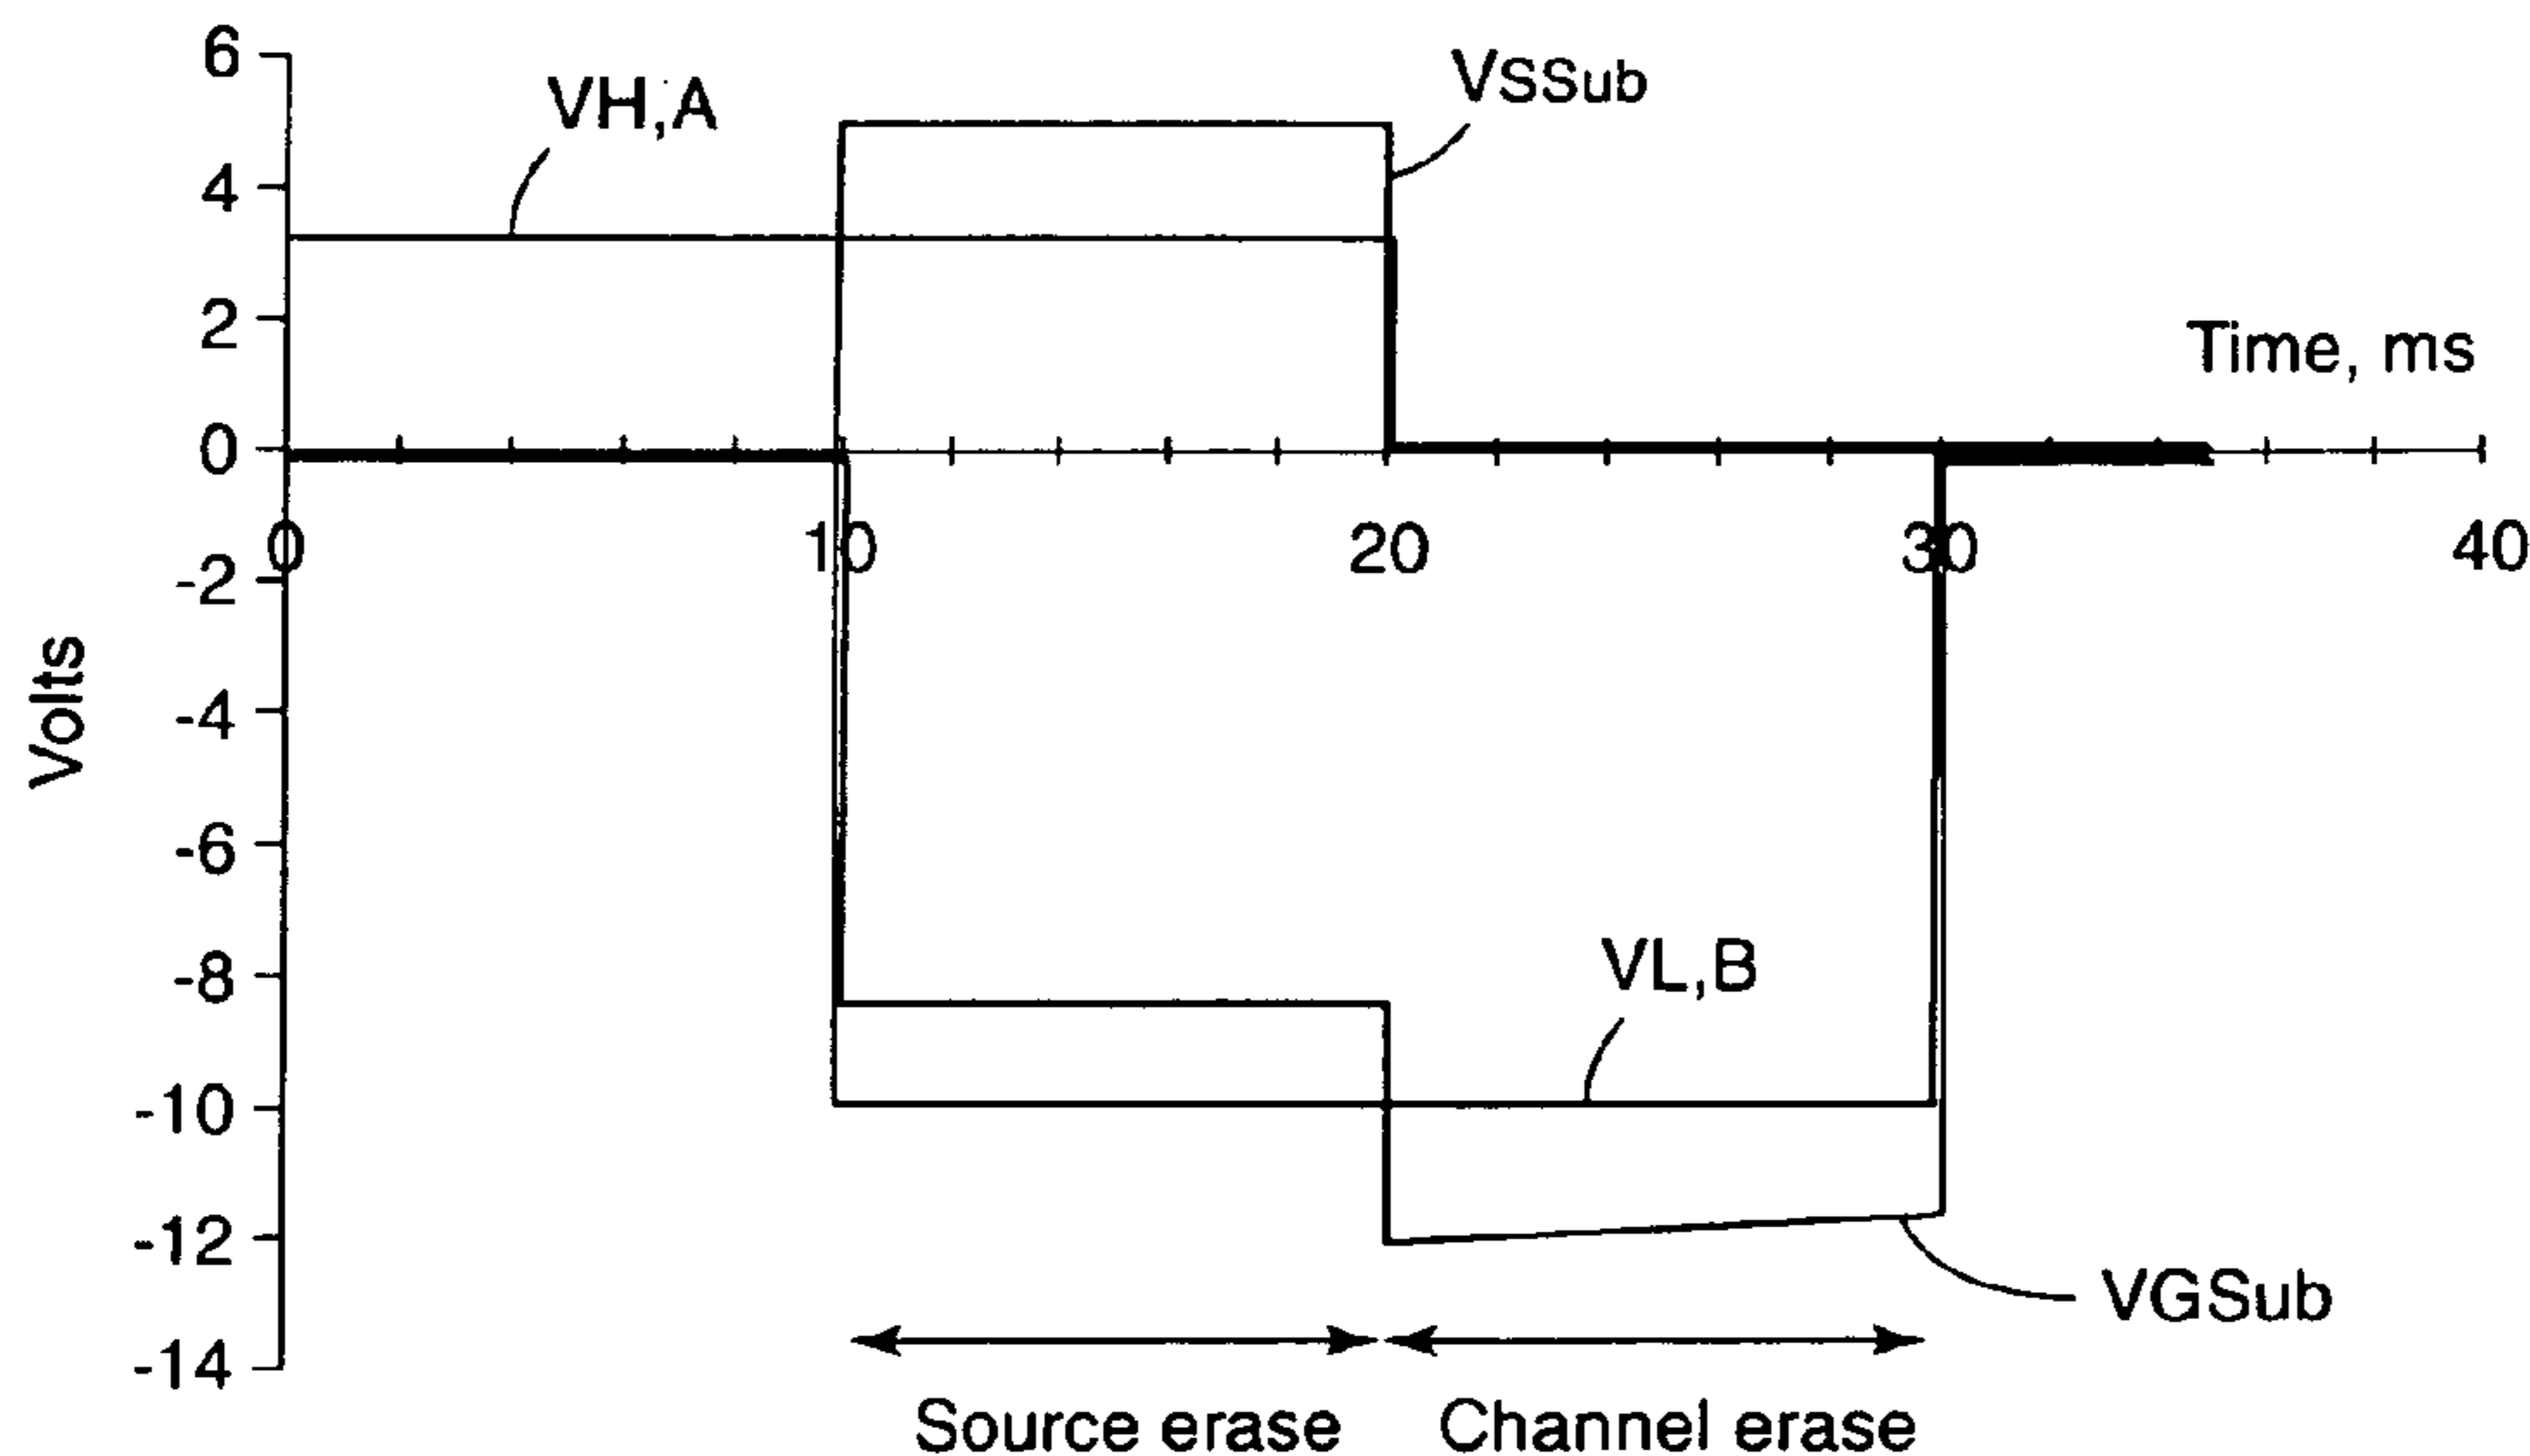 6
VH,A
VSSub
4
2
Time, ms
0
0
10
20
30
40
-2
Volts
-4
-6
-8
VL,B
-10
-12
VGSub
-14
Source erase
Channel erase